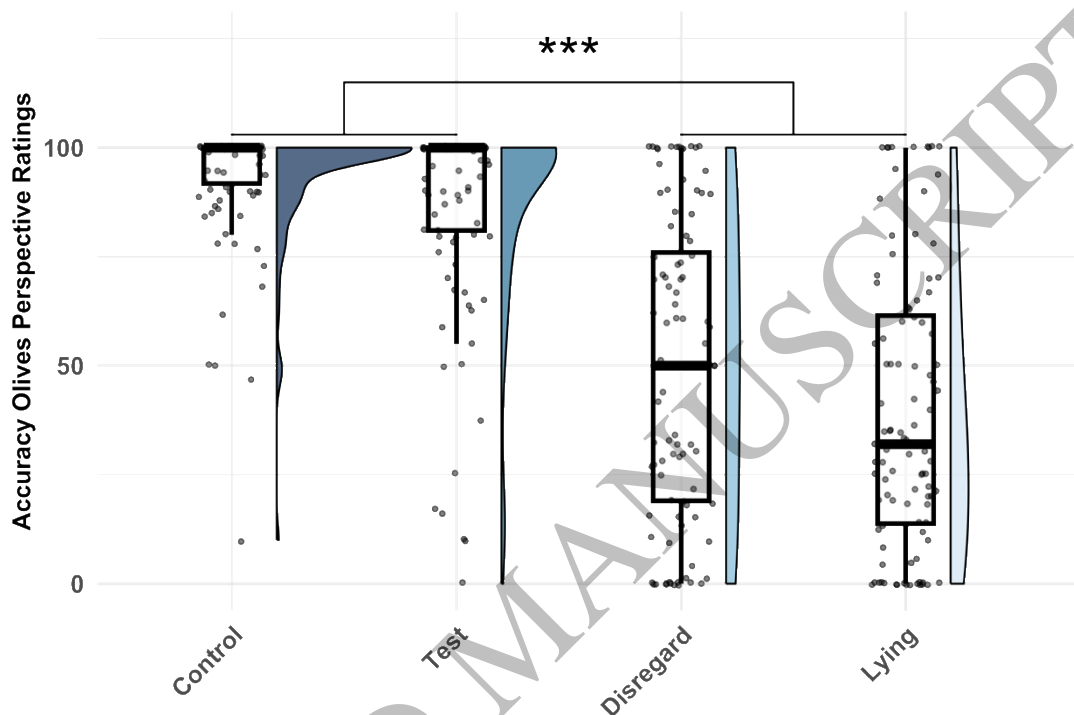 ***
Accuracy Olives Perspective Ratings
100
50
0
Control
Test
Disregard
Lying
MANUSCRIPT